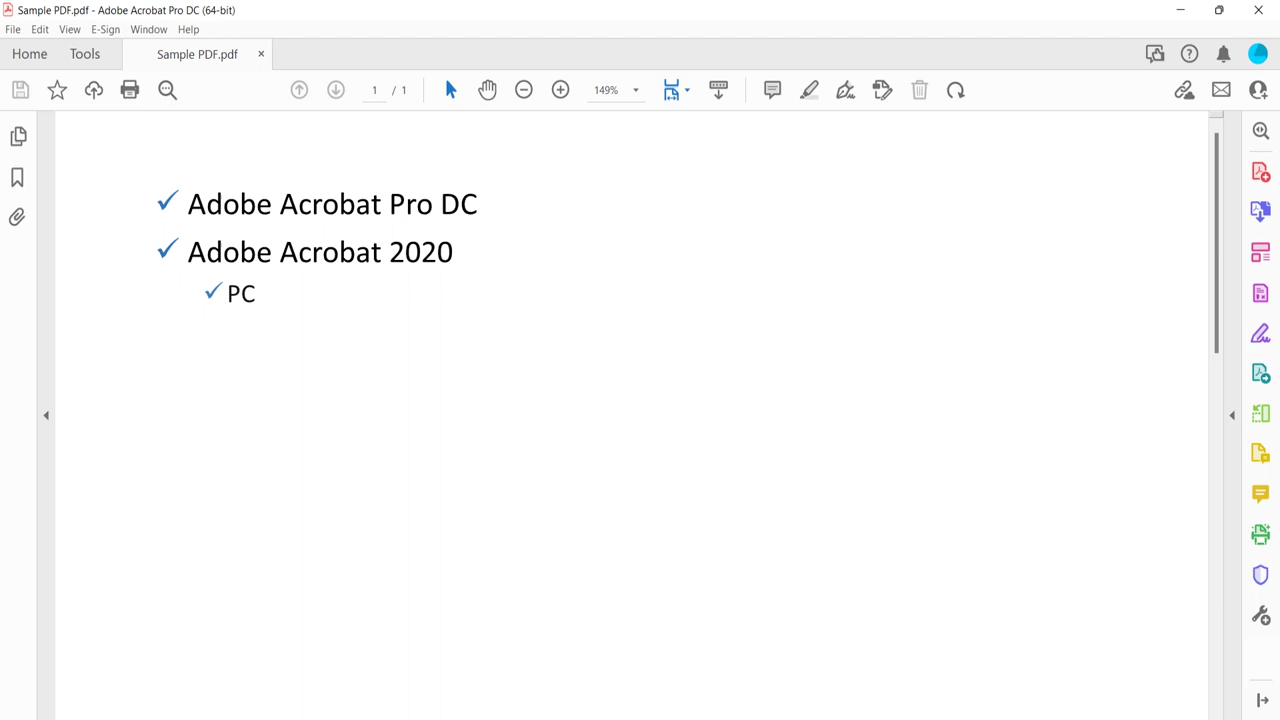 Sample PDF.pdf - Adobe Acrobat Pro DC (64-bit)
File Edit View E-Sign Window Help
Home Tools Sample PDF.pdf ×
1 / 1 149%
Adobe Acrobat Pro DC
Adobe Acrobat 2020
PC